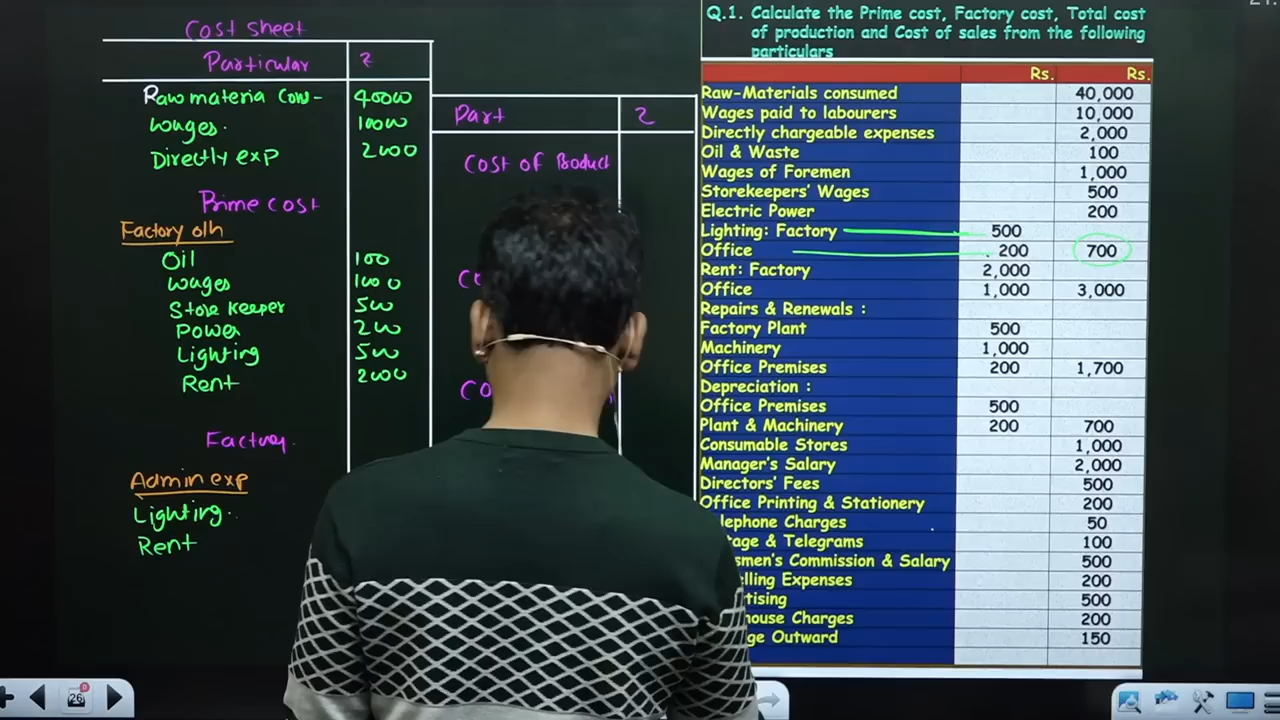 Cost sheet
Particular ₹
Raw materia con- 40000
Wages. 10000
Directly exp 2000
Prime cost
Factory o/h
Oil 100
Wages 1000
Store keeper 500
Power 200
Lighting 500
Rent 2000
Factory.
Admin exp
Lighting.
Rent
Part ₹
Cost of Product
Q.1. Calculate the Prime cost, Factory cost, Total cost
of production and Cost of sales from the following
particulars
Rs. Rs.
Raw-Materials consumed 40,000
Wages paid to labourers 10,000
Directly chargeable expenses 2,000
Oil & Waste 100
Wages of Foremen 1,000
Storekeepers' Wages 500
Electric Power 200
Lighting: Factory 500
Office 200 700
Rent: Factory 2,000
Office 1,000 3,000
Repairs & Renewals :
Factory Plant 500
Machinery 1,000
Office Premises 200 1,700
Depreciation :
Office Premises 500
Plant & Machinery 200 700
Consumable Stores 1,000
Manager's Salary 2,000
Directors' Fees 500
Office Printing & Stationery 200
lephone Charges 50
tage & Telegrams 100
smen's Commission & Salary 500
lling Expenses 200
rtising 500
house Charges 200
ge Outward 150
26